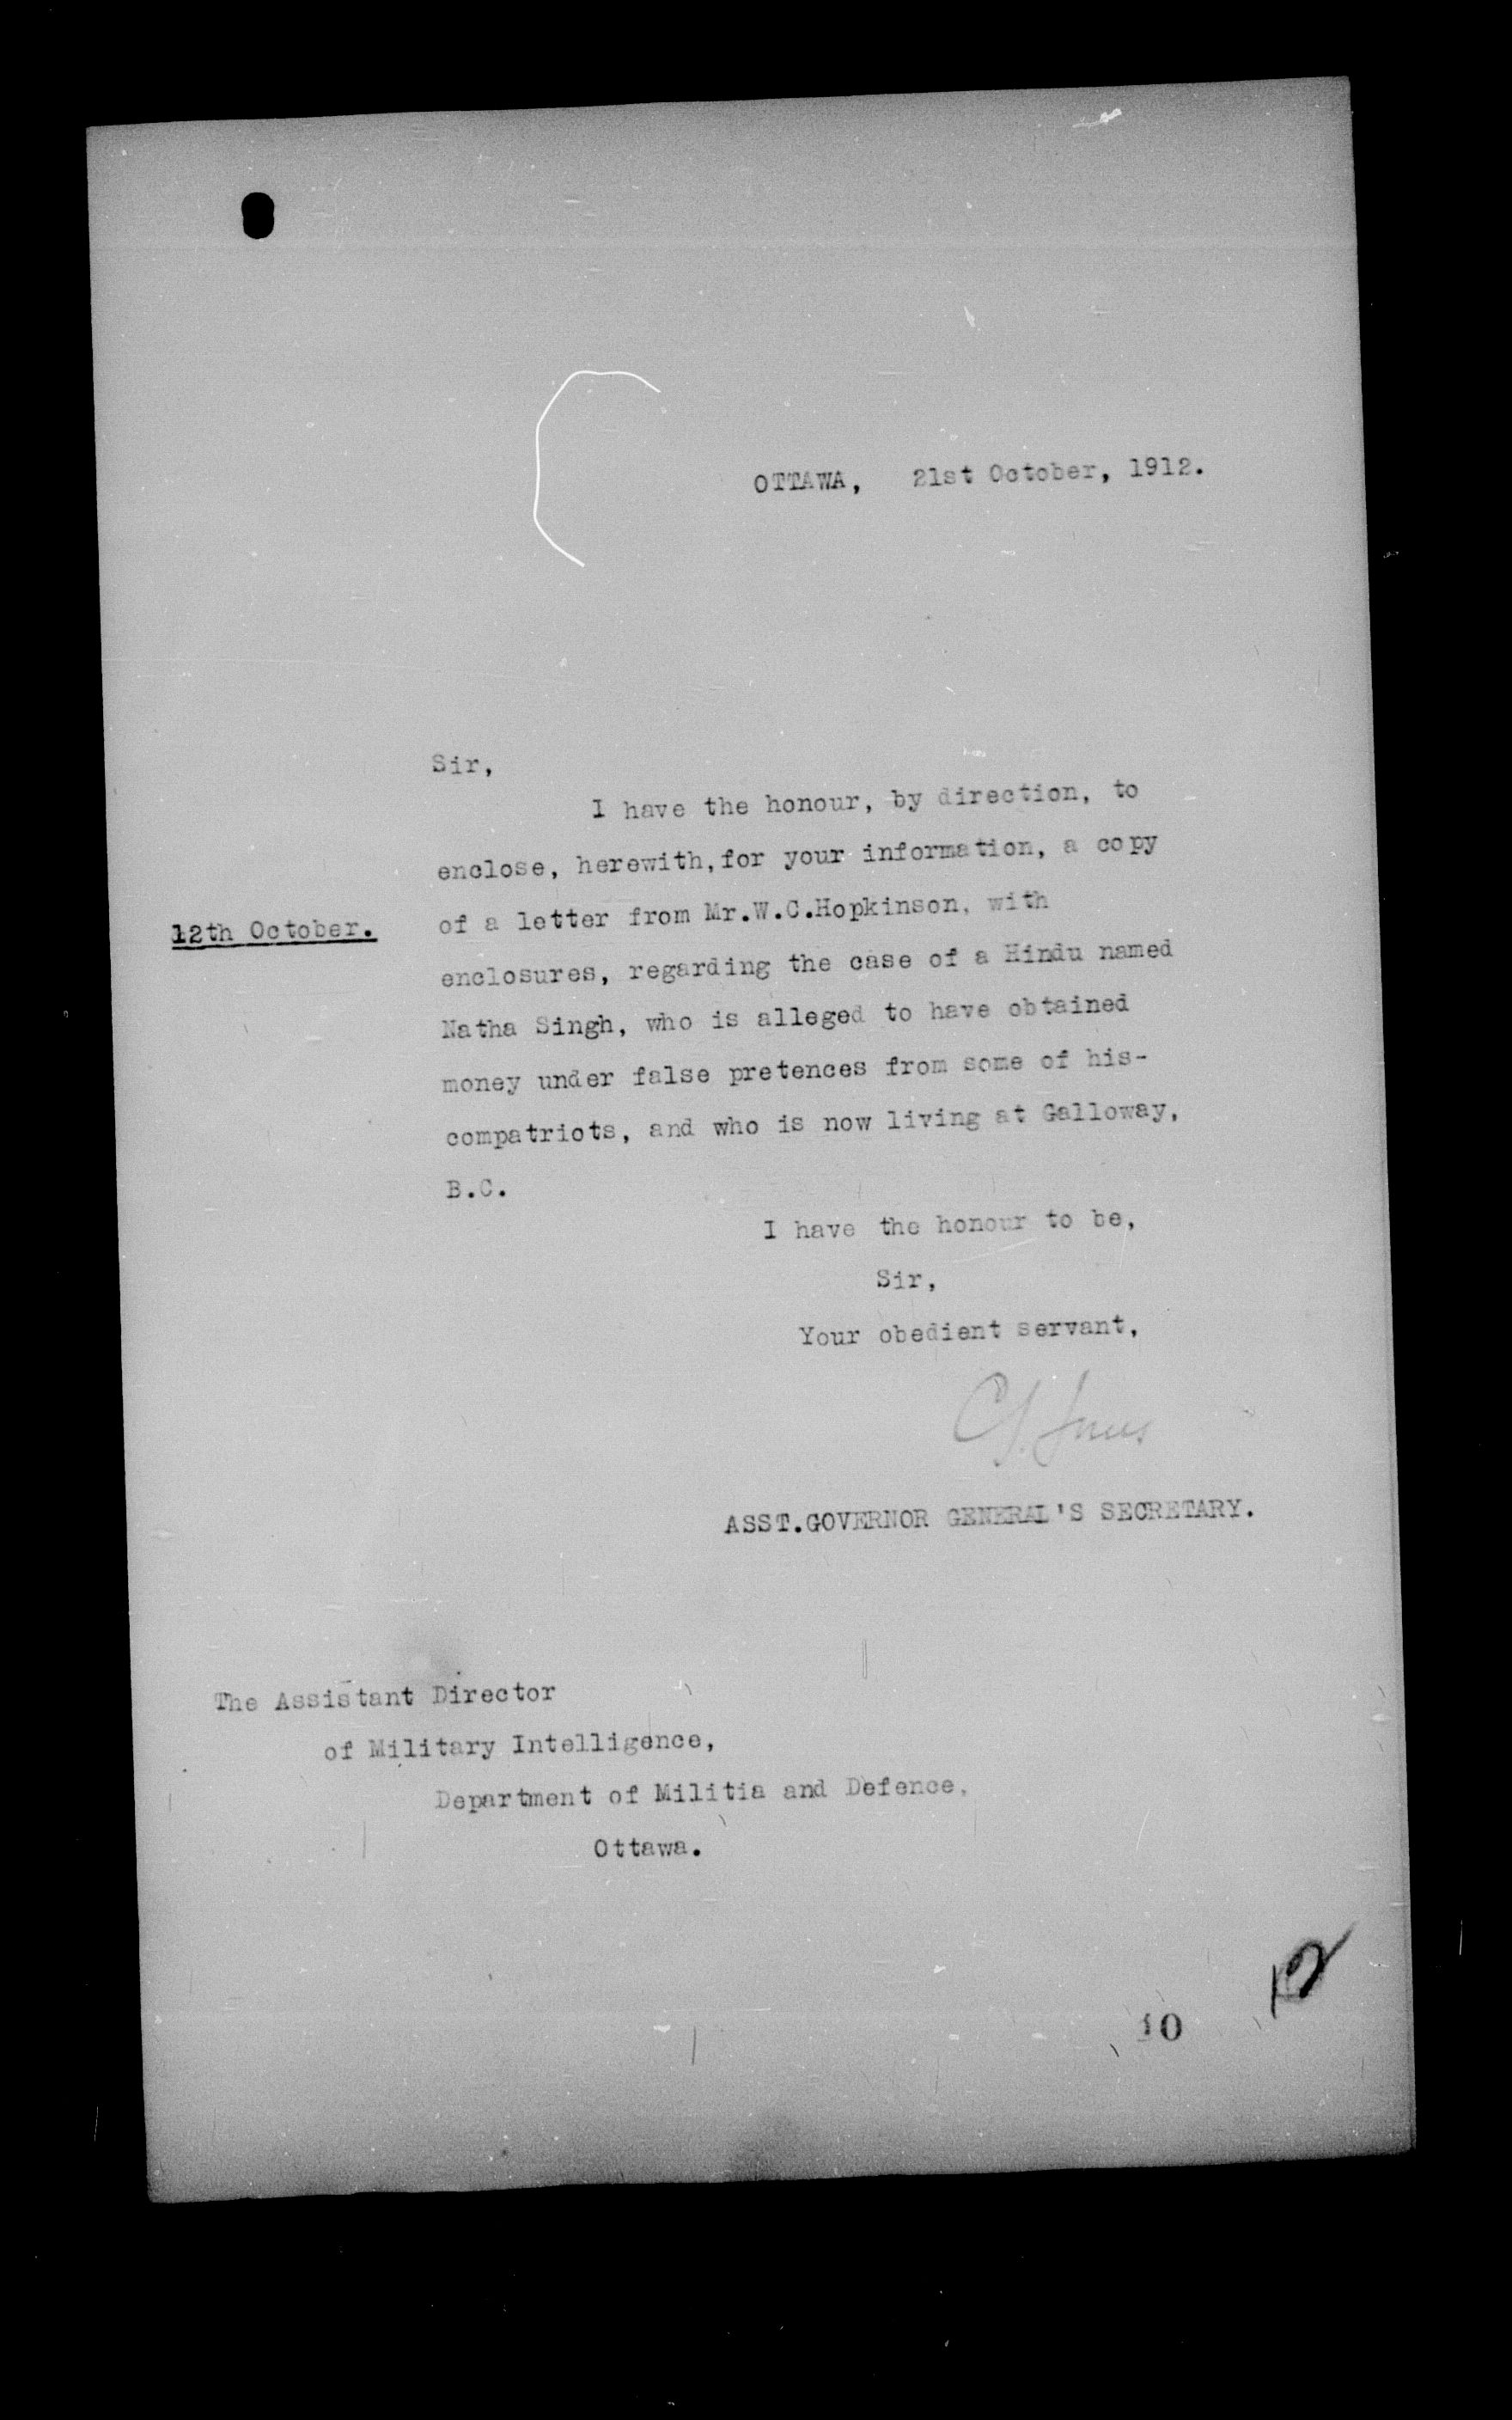 OTTAWA, 21st October, 1912.
Sir,
I have the honour, by direction, to
enclose, herewith,for your information, a copy
12th October.
of a letter from Mr.W.C.Hopkinson, with
enclosures, regarding the case of a Hindu named
Natha Singh, who is alleged to have obtained
money under false pretences from some of his-
compatriots, and who is now living at Galloway,
B.C.
I have the honour to be,
Sir,
Your obedient servant,
ASST.GOVERNOR GENERAL'S SECRETARY.
The Assistant Director
of Military Intelligence,
Department of Militia and Defence,
Ottawa.
12
10